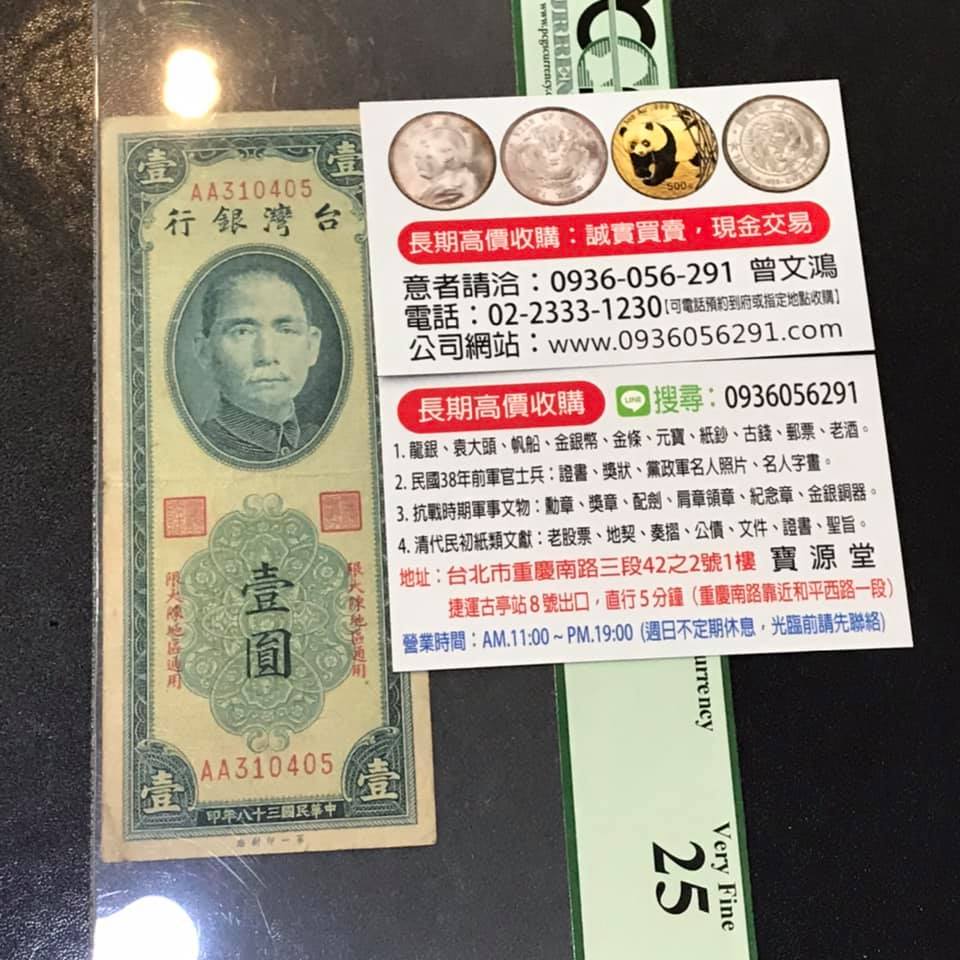 壹 壹
AA310405
行銀灣台
限大陳地區通用
限大陳地區通用
壹圓
AA310405
壹 壹
印年八十三國民華中
長期高價收購：誠實買賣，現金交易
意者請洽：0936-056-291 曾文鴻
電話：02-2333-1230【可電話預約到府或指定地點收購】
公司網站：www.0936056291.com
500元
長期高價收購 LINE 搜尋：0936056291
1. 龍銀、袁大頭、帆船、金銀幣、金條、元寶、紙鈔、古錢、郵票、老酒。
2. 民國38年前軍官士兵：證書、獎狀、黨政軍名人照片、名人字畫。
3. 抗戰時期軍事文物：勳章、獎章、配劍、肩章領章、紀念章、金銀銅器。
4. 清代民初紙類文獻：老股票、地契、奏摺、公債、文件、證書、聖旨。
地址：台北市重慶南路三段42之2號1樓 寶源堂
捷運古亭站8號出口，直行5分鐘（重慶南路靠近和平西路一段）
營業時間：AM.11:00 ~ PM.19:00 (週日不定期休息，光臨前請先聯絡)
Very Fine
25